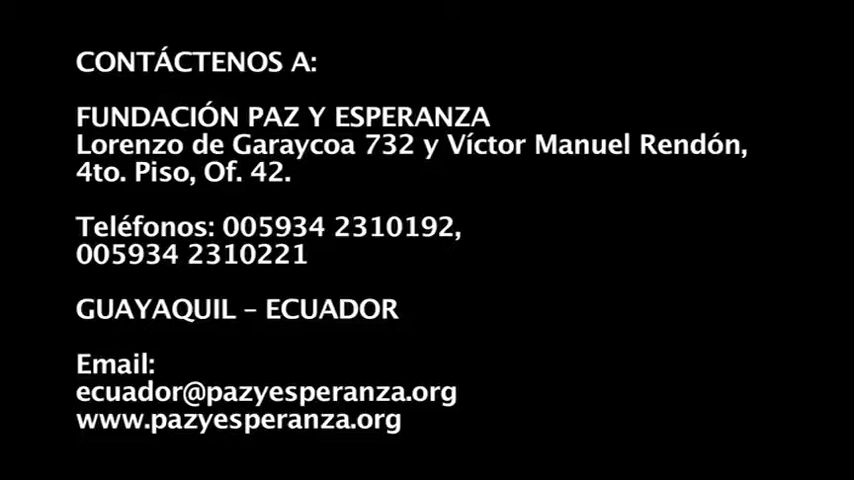 CONTÁCTENOS A:
FUNDACIÓN PAZ Y ESPERANZA
Lorenzo de Garaycoa 732 y Víctor Manuel Rendón,
4to. Piso, Of. 42.
Teléfonos: 005934 2310192,
005934 2310221
GUAYAQUIL – ECUADOR
Email:
ecuador@pazyesperanza.org
www.pazyesperanza.org